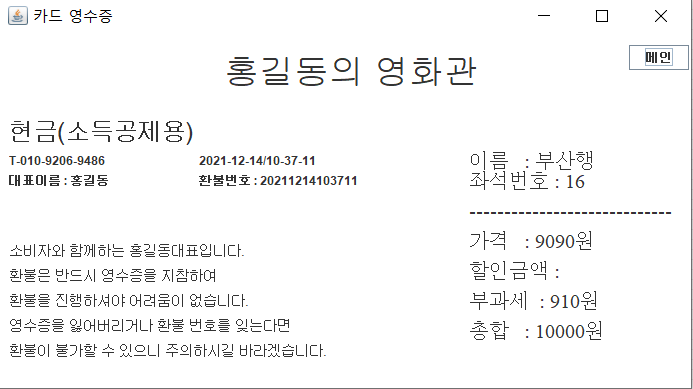 카드 영수증
메인
홍길동의 영화관
현금(소득공제용)
T-010-9206-9486 2021-12-14/10-37-11
대표이름 : 홍길동 환불번호 : 20211214103711
이름 : 부산행
좌석번호 : 16
-----------------------------
가격 : 9090원
할인금액 :
부과세 : 910원
총합 : 10000원
소비자와 함께하는 홍길동대표입니다.
환불은 반드시 영수증을 지참하여
환불을 진행하셔야 어려움이 없습니다.
영수증을 잃어버리거나 환불 번호를 잊는다면
환불이 불가할 수 있으니 주의하시길 바라겠습니다.